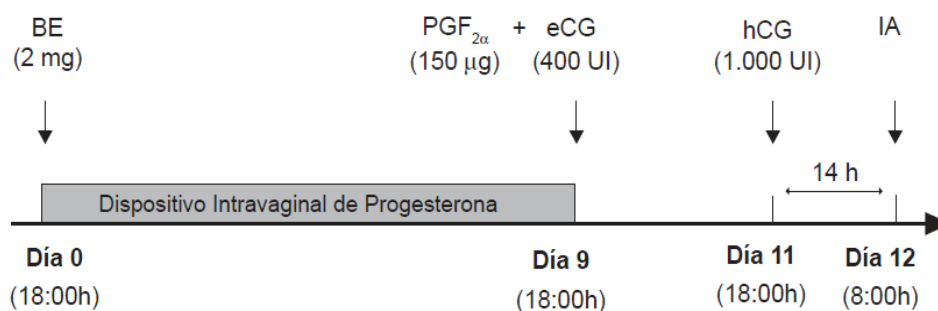 BE
(2 mg)
PGF2α + eCG
(150 μg) (400 UI)
hCG
(1.000 UI)
IA
14 h
Dispositivo Intravaginal de Progesterona
Día 0
(18:00h)
Día 9
(18:00h)
Día 11
(18:00h)
Día 12
(8:00h)